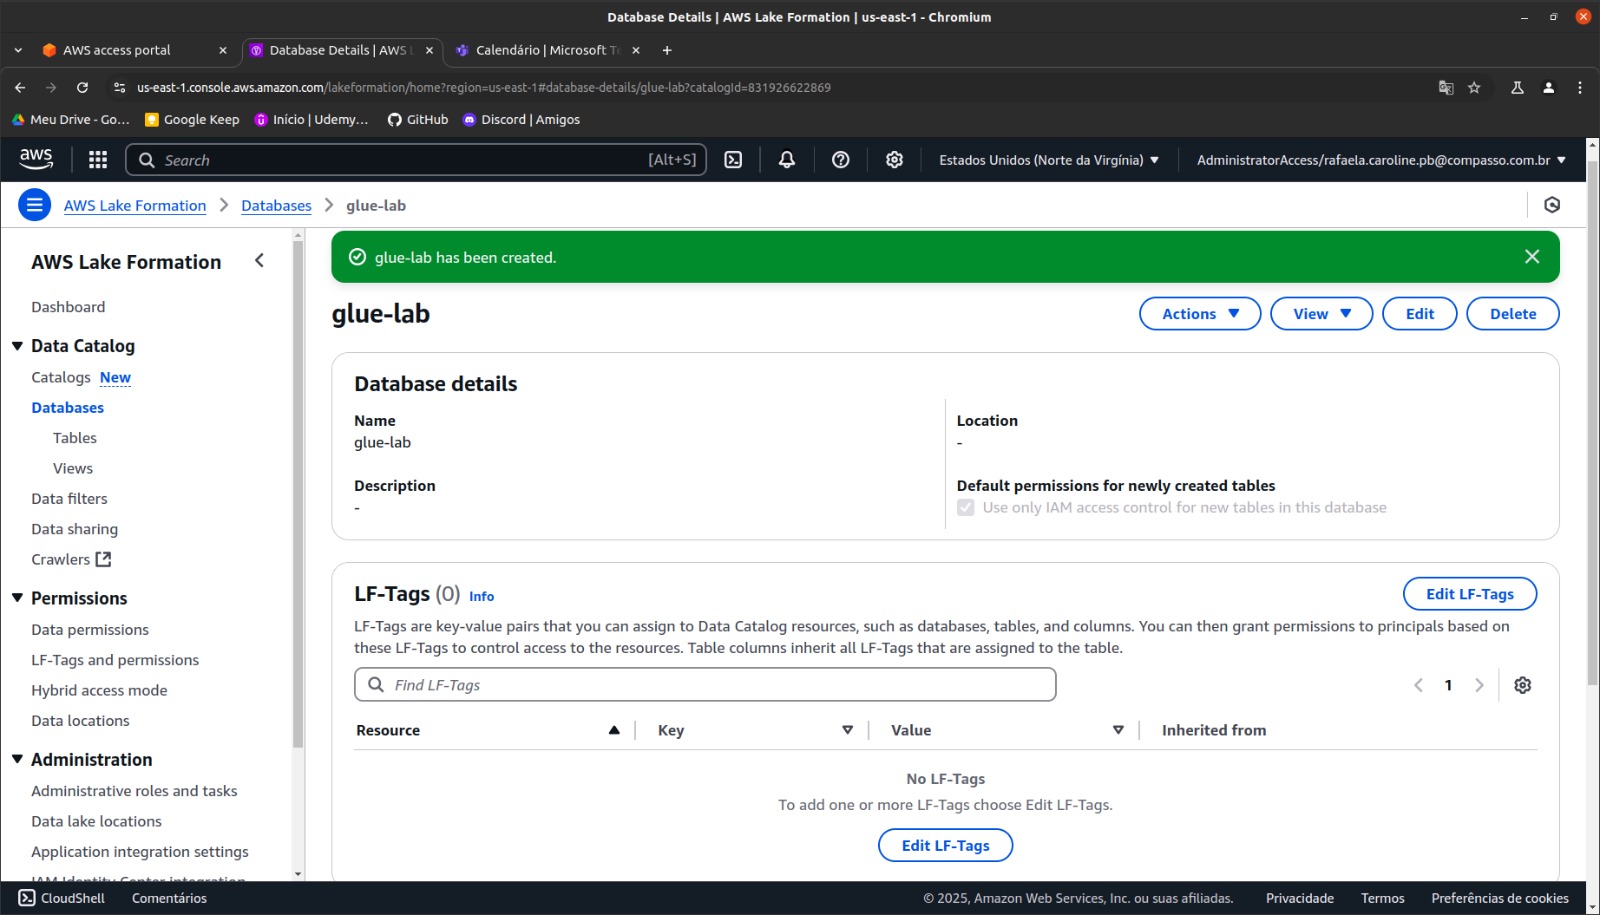 Database Details | AWS Lake Formation | us-east-1 - Chromium
AWS access portal
Database Details | AWS L
Calendário | Microsoft Te
us-east-1.console.aws.amazon.com/lakeformation/home?region=us-east-1#database-details/glue-lab?catalogId=831926622869
Meu Drive - Go... Google Keep Início | Udemy... GitHub Discord | Amigos
aws Search [Alt+S] Estados Unidos (Norte da Virgínia) AdministratorAccess/rafaela.caroline.pb@compasso.com.br
AWS Lake Formation Databases glue-lab
AWS Lake Formation
Dashboard
Data Catalog
Catalogs New
Databases
Tables
Views
Data filters
Data sharing
Crawlers
Permissions
Data permissions
LF-Tags and permissions
Hybrid access mode
Data locations
Administration
Administrative roles and tasks
Data lake locations
Application integration settings
IAM Identity Center integration
glue-lab has been created.
glue-lab
Actions View Edit Delete
Database details
Name
glue-lab
Description
-
Location
-
Default permissions for newly created tables
Use only IAM access control for new tables in this database
LF-Tags (0) Info
Edit LF-Tags
LF-Tags are key-value pairs that you can assign to Data Catalog resources, such as databases, tables, and columns. You can then grant permissions to principals based on
these LF-Tags to control access to the resources. Table columns inherit all LF-Tags that are assigned to the table.
Find LF-Tags
1
Resource Key Value Inherited from
No LF-Tags
To add one or more LF-Tags choose Edit LF-Tags.
Edit LF-Tags
CloudShell Comentários © 2025, Amazon Web Services, Inc. ou suas afiliadas. Privacidade Termos Preferências de cookies